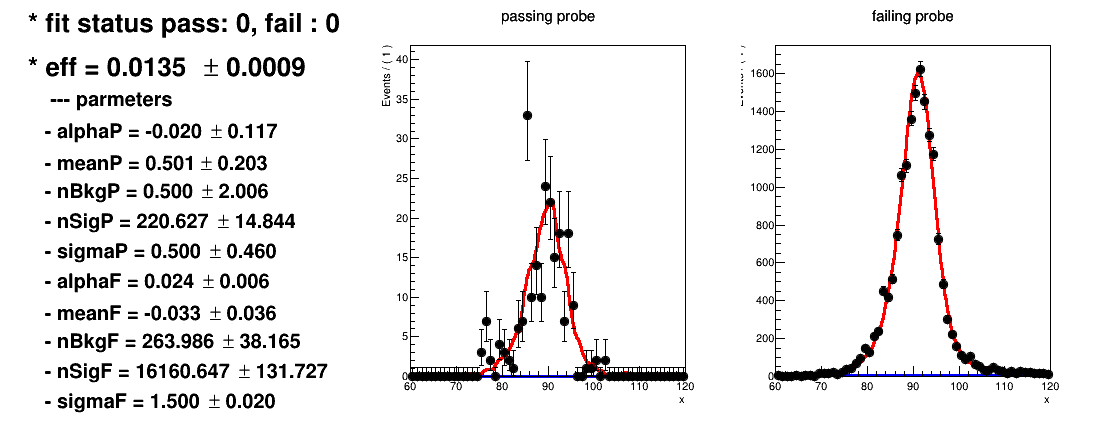 * fit status pass: 0, fail : 0
* eff = 0.0135 ± 0.0009
--- parmeters
- alphaP = -0.020 ± 0.117
- meanP = 0.501 ± 0.203
- nBkgP = 0.500 ± 2.006
- nSigP = 220.627 ± 14.844
- sigmaP = 0.500 ± 0.460
- alphaF = 0.024 ± 0.006
- meanF = -0.033 ± 0.036
- nBkgF = 263.986 ± 38.165
- nSigF = 16160.647 ± 131.727
- sigmaF = 1.500 ± 0.020
passing probe
Events / ( 1 )
40
35
30
25
20
15
10
5
0
60 70 80 90 100 110 120
x
failing probe
1600
1400
1200
1000
800
600
400
200
0
60 70 80 90 100 110 120
x